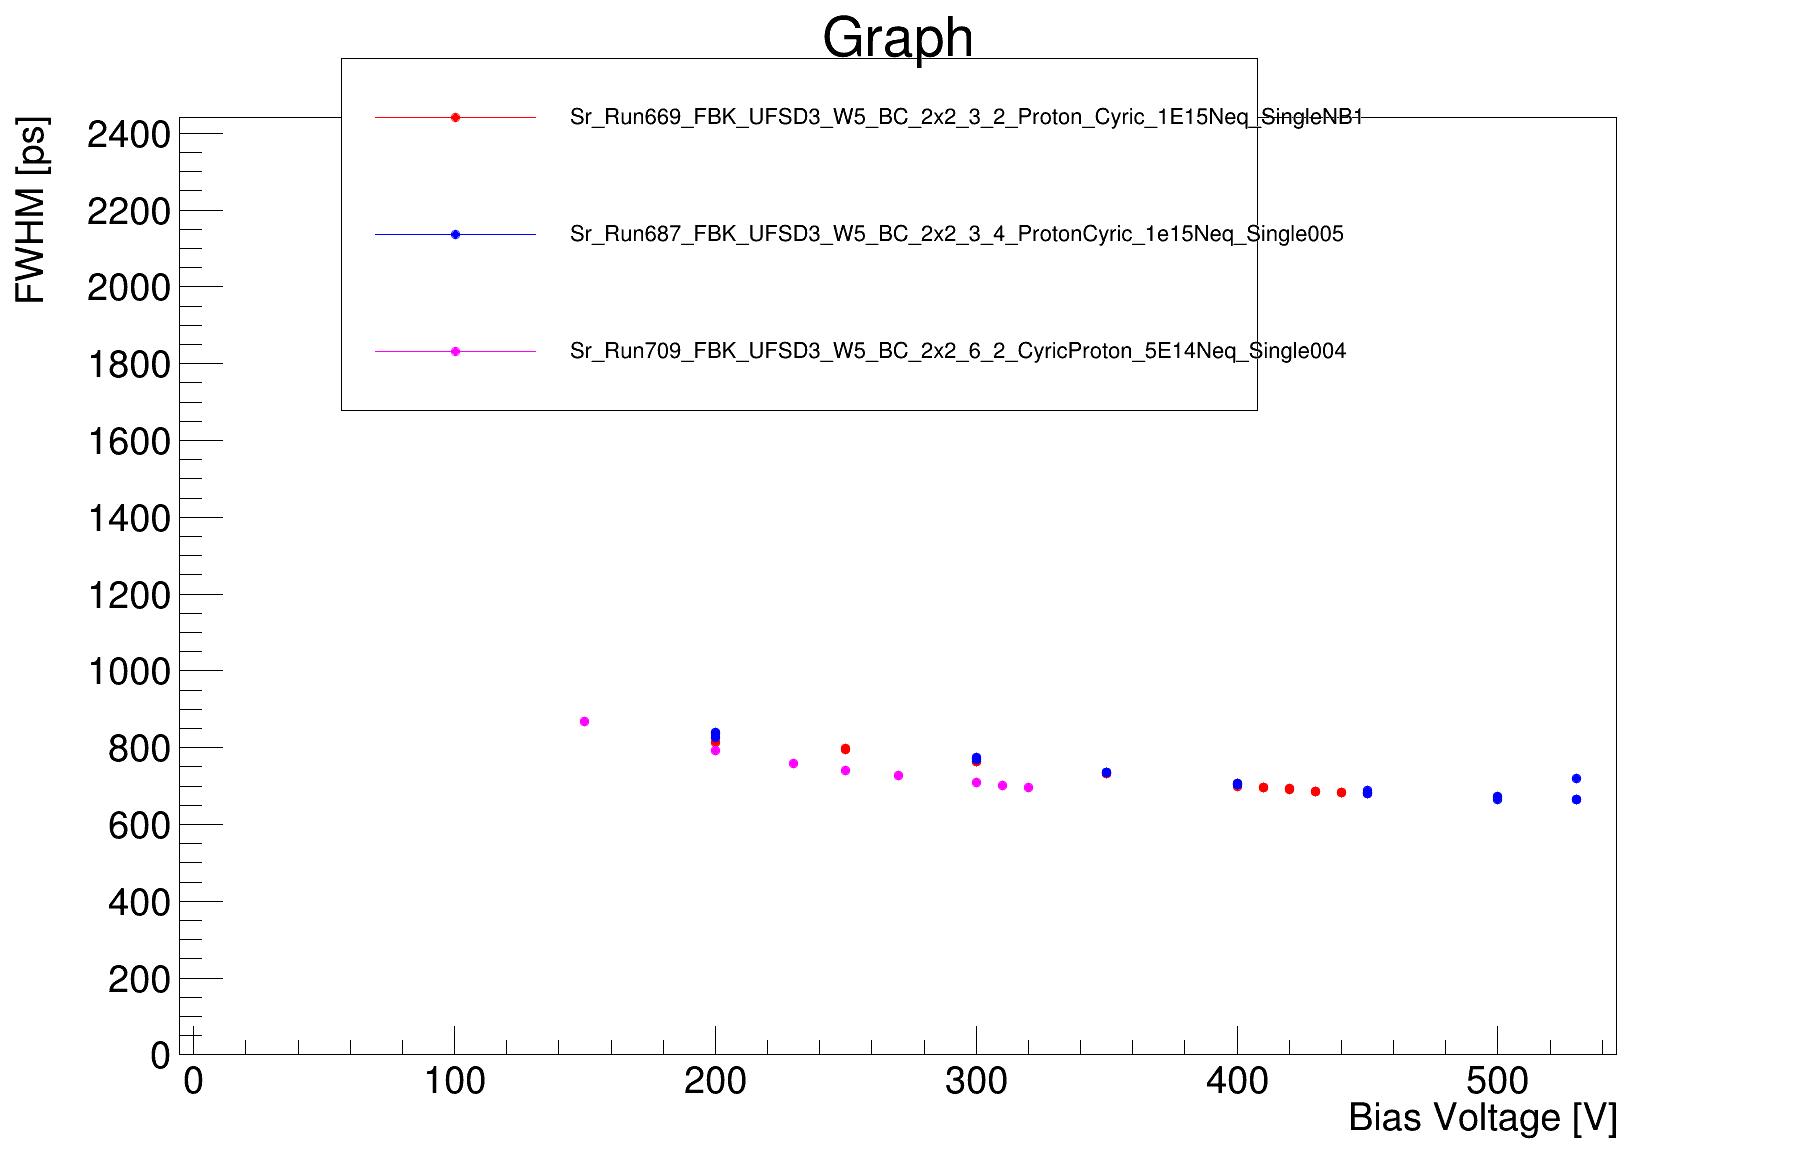 Graph
Sr_Run669_FBK_UFSD3_W5_BC_2x2_3_2_Proton_Cyric_1E15Neq_SingleNB1
Sr_Run687_FBK_UFSD3_W5_BC_2x2_3_4_ProtonCyric_1e15Neq_Single005
Sr_Run709_FBK_UFSD3_W5_BC_2x2_6_2_CyricProton_5E14Neq_Single004
FWHM [ps]
2400
2200
2000
1800
1600
1400
1200
1000
800
600
400
200
0
0 100 200 300 400 500
Bias Voltage [V]